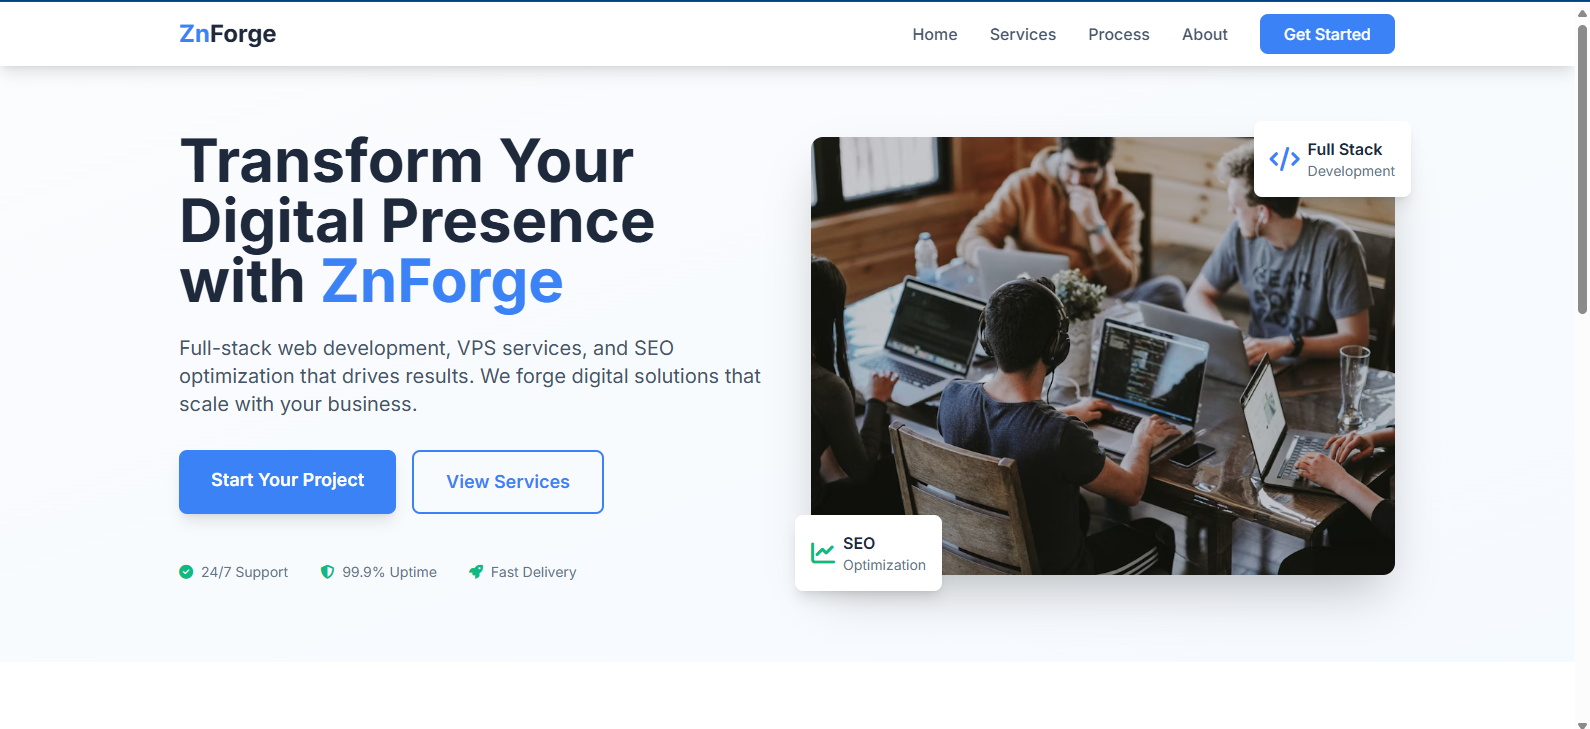 ZnForge
Home Services Process About Get Started
Transform Your
Digital Presence
with ZnForge
Full-stack web development, VPS services, and SEO
optimization that drives results. We forge digital solutions that
scale with your business.
Start Your Project
View Services
24/7 Support
99.9% Uptime
Fast Delivery
Full Stack
Development
SEO
Optimization